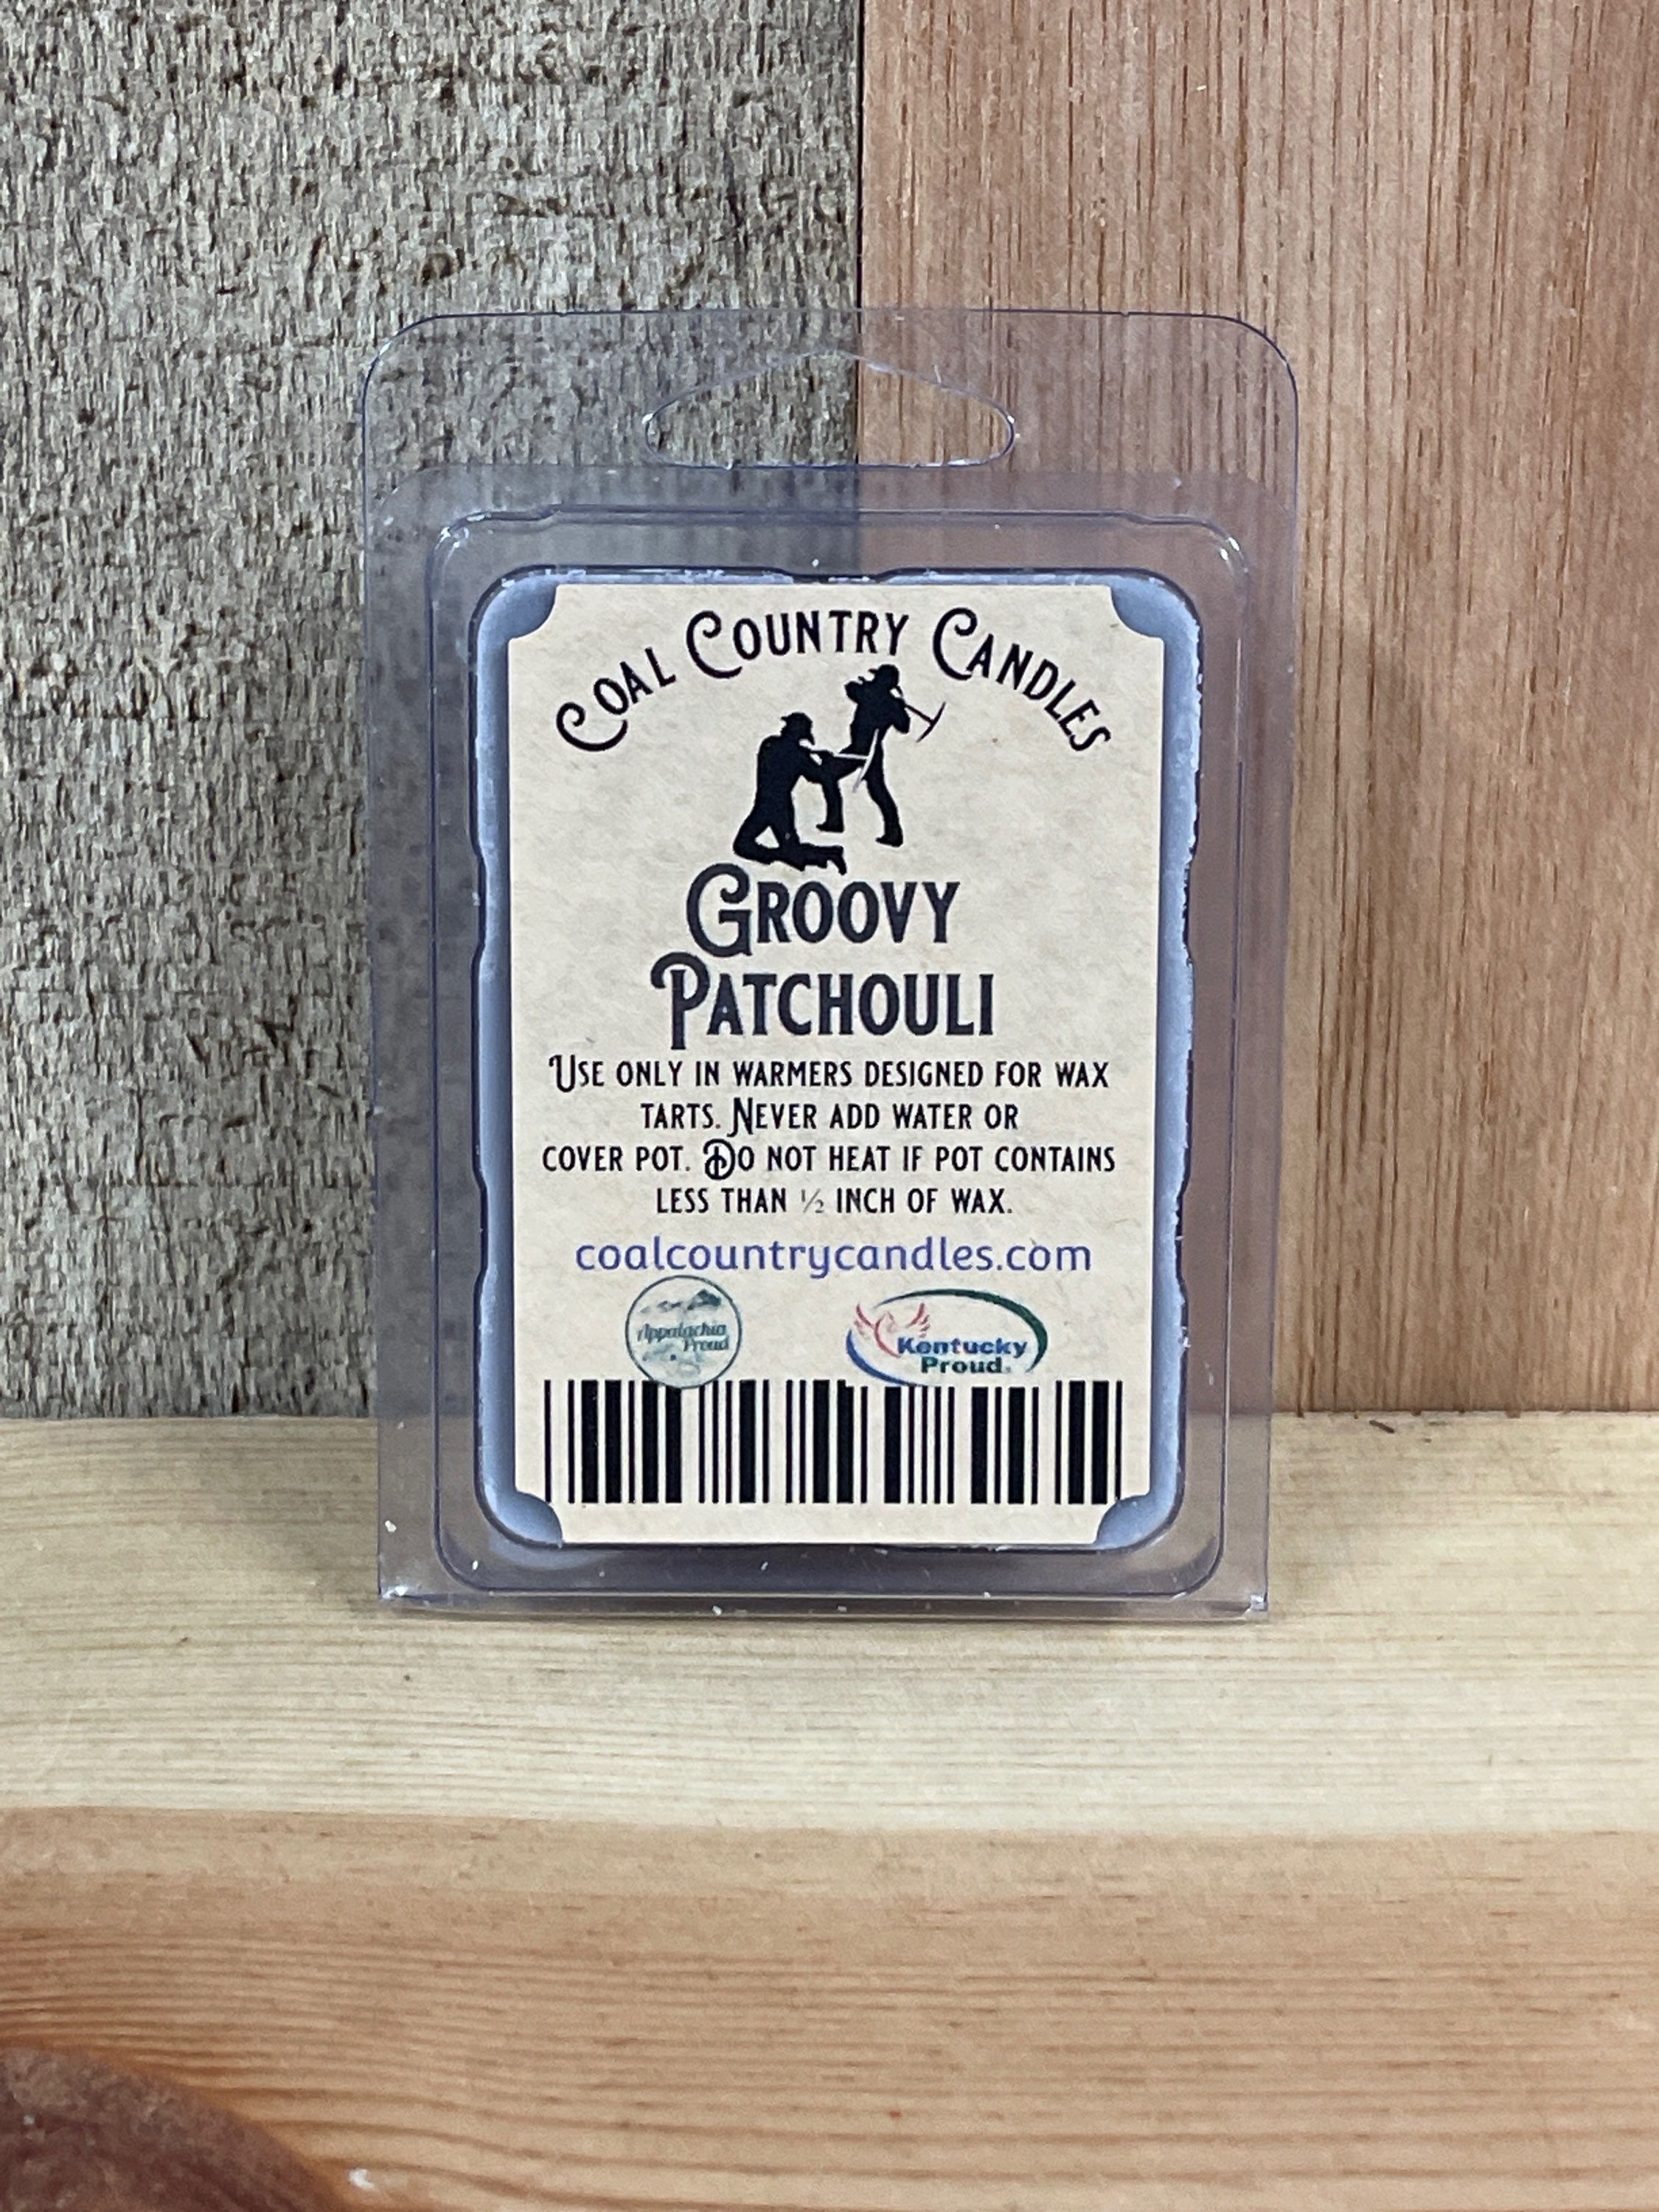 Coal Country Candles
Groovy
Patchouli
Use only in warmers designed for wax
tarts. Never add water or
cover pot. Do not heat if pot contains
less than ½ inch of wax.
coalcountrycandles.com
Appalachia
Proud
Kentucky
Proud.